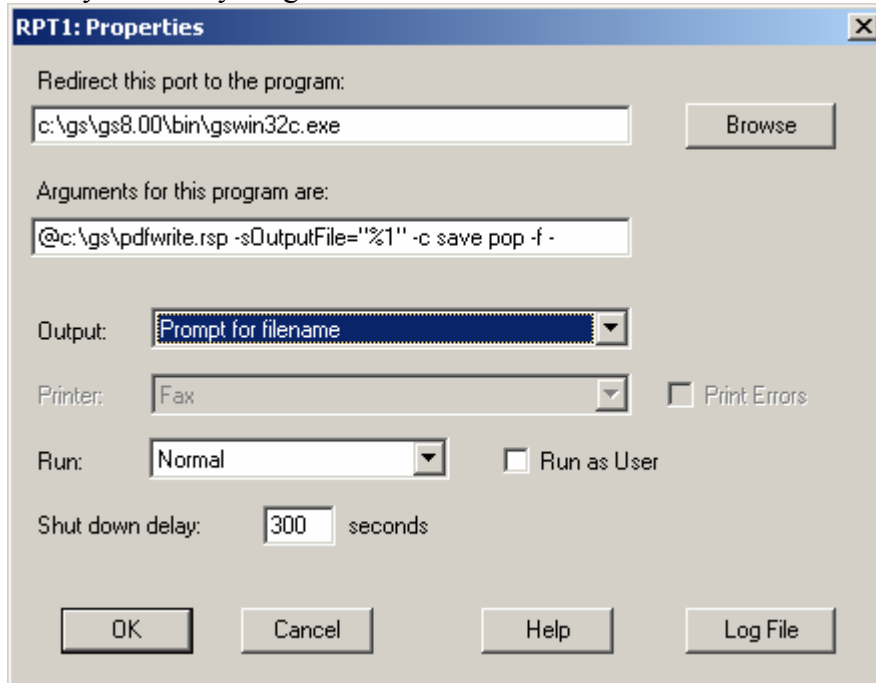 RPT1: Properties
Redirect this port to the program:
c:\gs\gs8.00\bin\gswin32c.exe
Browse
Arguments for this program are:
@c:\gs\pdfwrite.rsp -sOutputFile="%1" -c save pop -f -
Output: Prompt for filename
Printer: Fax Print Errors
Run: Normal Run as User
Shut down delay: 300 seconds
OK Cancel Help Log File